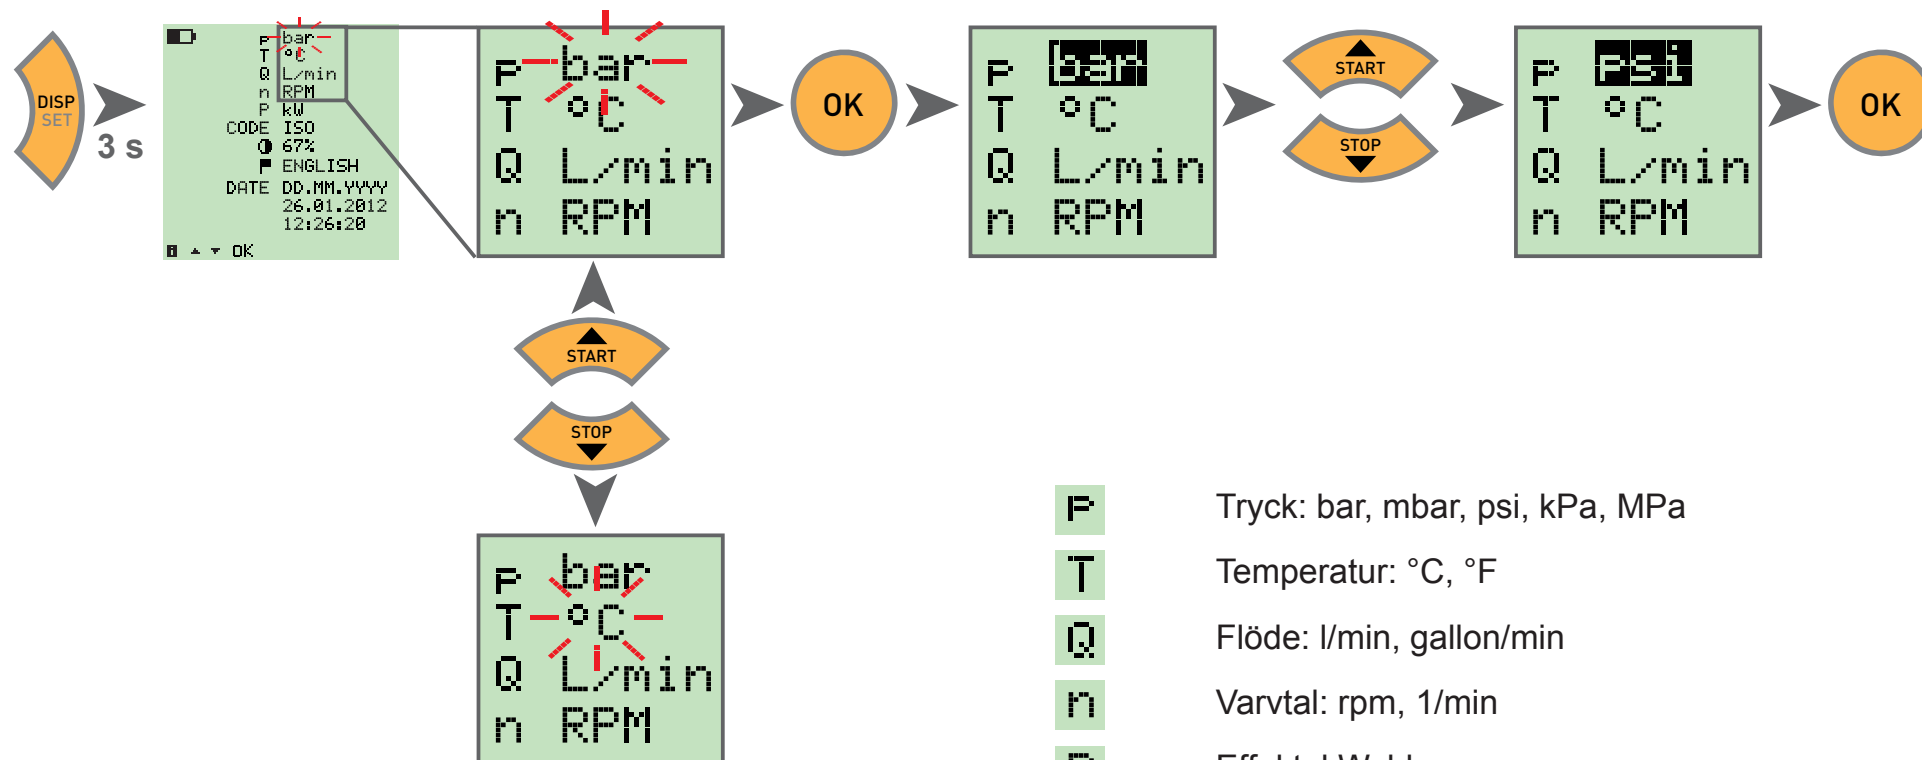 DISP
SET
3 s
P bar
T °C
Q L/min
n RPM
P kW
CODE ISO
67%
ENGLISH
DATE DD.MM.YYYY
26.01.2012
12:26:20
OK
P bar
T °C
Q L/min
n RPM
OK
P bar
T °C
Q L/min
n RPM
START
STOP
P psi
T °C
Q L/min
n RPM
OK
START
STOP
P bar
T °C
Q L/min
n RPM
P Tryck: bar, mbar, psi, kPa, MPa
T Temperatur: °C, °F
Q Flöde: l/min, gallon/min
n Varvtal: rpm, 1/min